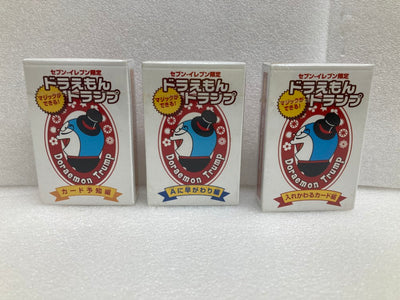 セブン-イレブン限定
ドラえもん
トランプ
マジックが
できる!
Doraemon Trump
カード予知編
セブン-イレブン限定
ドラえもん
トランプ
マジックが
できる!
Doraemon Trump
Aに早がわり編
セブン-イレブン限定
ドラえもん
トランプ
マジックが
できる!
Doraemon Trump
入れかわるカード編